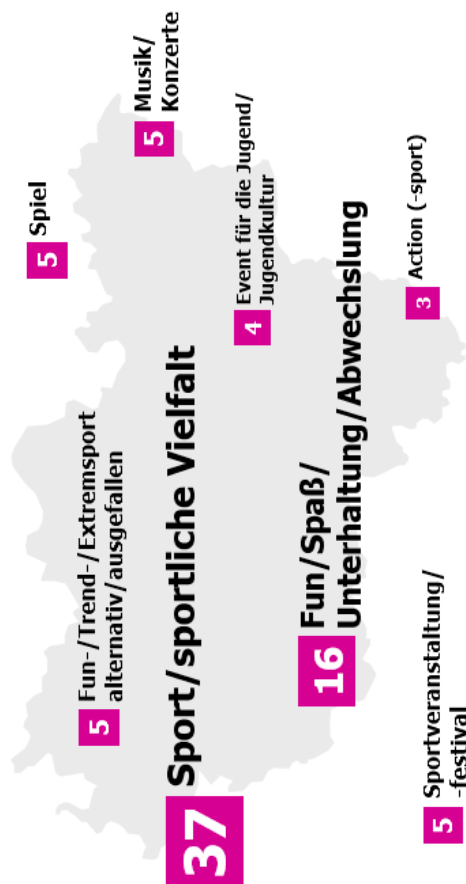 5 Spiel
5 Musik/
Konzerte
5 Fun-/Trend-/Extremsport
alternativ/ausgefallen
37 Sport/sportliche Vielfalt
4 Event für die Jugend/
Jugendkultur
16 Fun/Spaß/
Unterhaltung/Abwechslung
3 Action (-sport)
5 Sportveranstaltung/
-festival